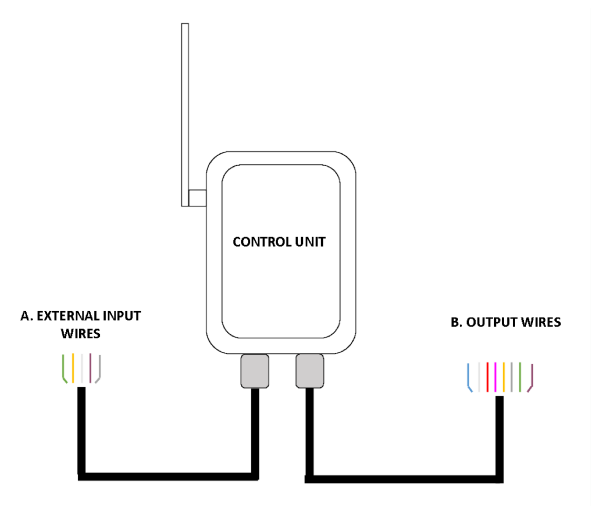 CONTROL UNIT
A. EXTERNAL INPUT
WIRES
B. OUTPUT WIRES